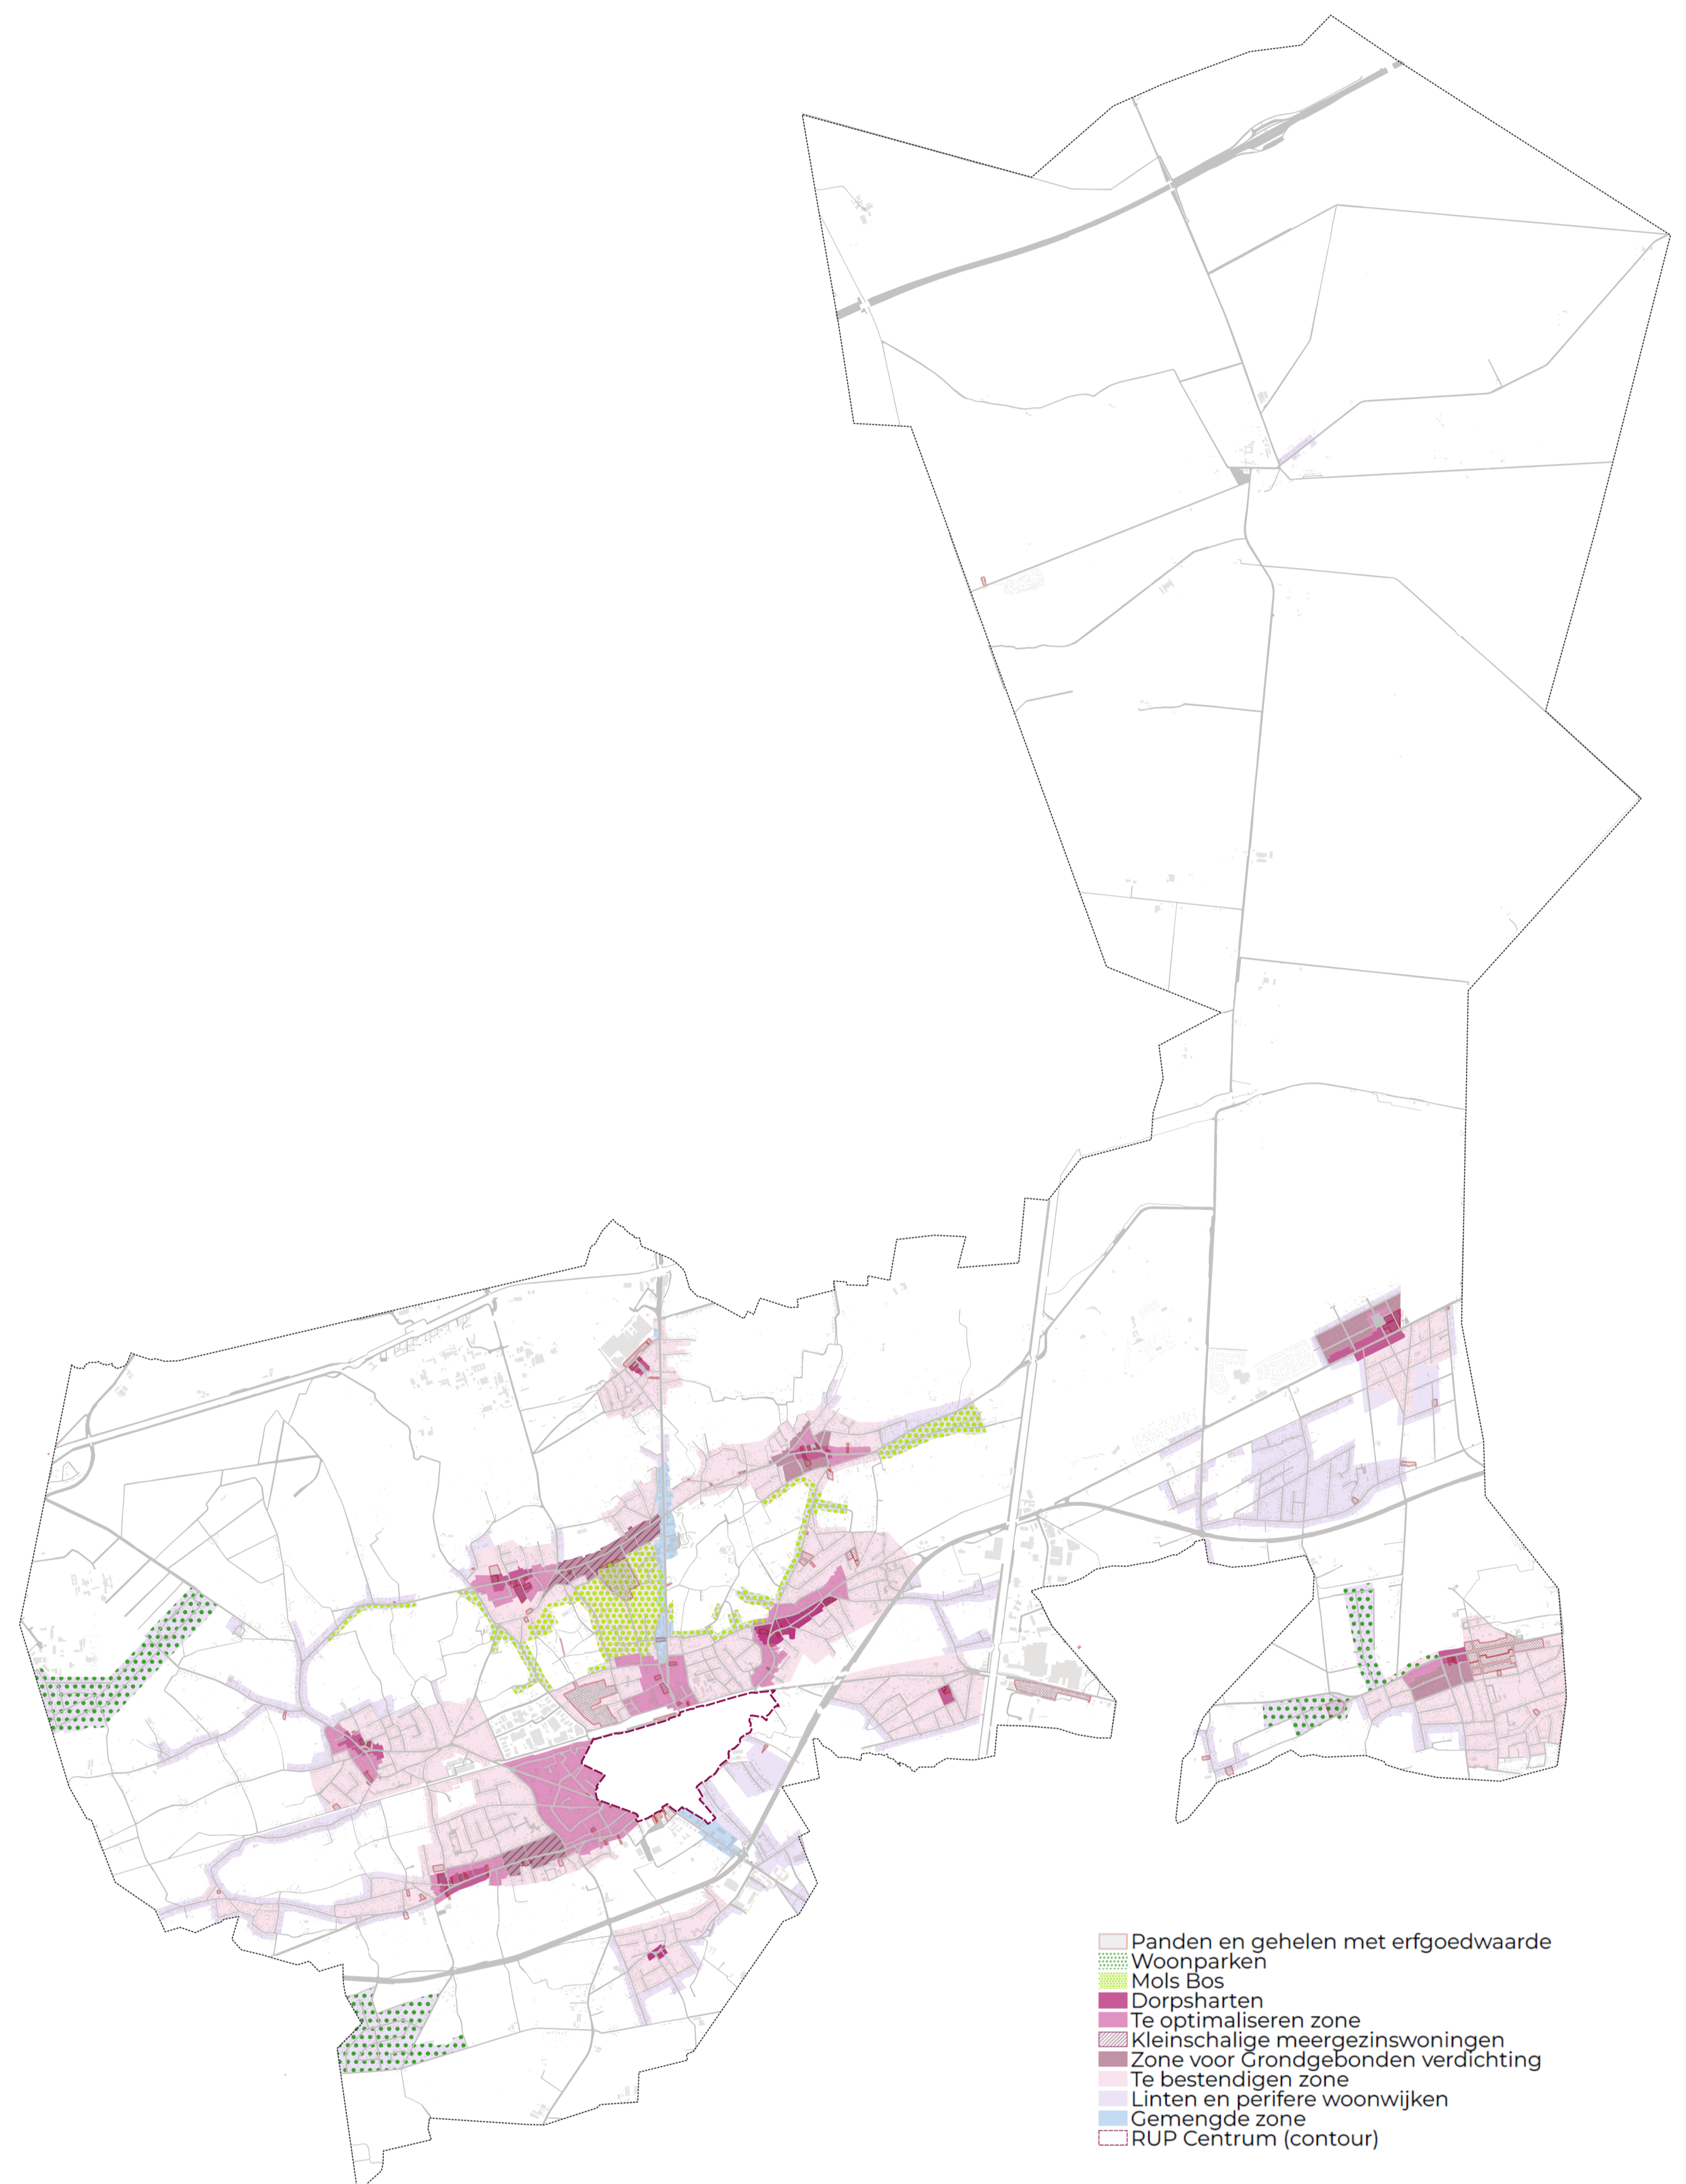 Panden en gehelen met erfgoedwaarde
Woonparken
Mols Bos
Dorpsharten
Te optimaliseren zone
Kleinschalige meergezinswoningen
Zone voor Grondgebonden verdichting
Te bestendigen zone
Linten en perifere woonwijken
Gemengde zone
RUP Centrum (contour)